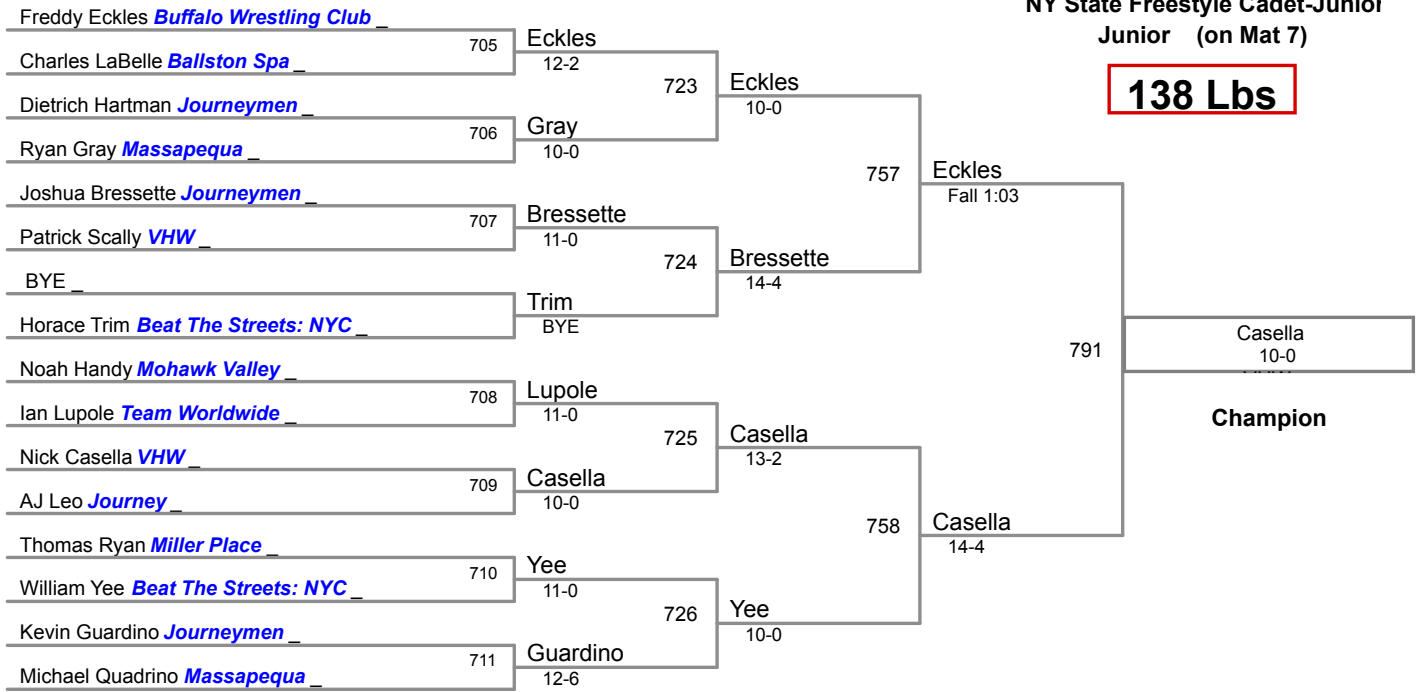 NY State Freestyle Cadet-Junior
Junior (on Mat 7)
138 Lbs
Freddy Eckles Buffalo Wrestling Club _
Charles LaBelle Ballston Spa _
Dietrich Hartman Journeymen _
Ryan Gray Massapequa _
Joshua Bressette Journeymen _
Patrick Scally VHW _
BYE _
Horace Trim Beat The Streets: NYC _
Noah Handy Mohawk Valley _
Ian Lupole Team Worldwide _
Nick Casella VHW _
AJ Leo Journey _
Thomas Ryan Miller Place _
William Yee Beat The Streets: NYC _
Kevin Guardino Journeymen _
Michael Quadrino Massapequa _
705
Eckles
12-2
706
Gray
10-0
707
Bressette
11-0
Trim
BYE
708
Lupole
11-0
709
Casella
10-0
710
Yee
11-0
711
Guardino
12-6
723
Eckles
10-0
724
Bressette
14-4
725
Casella
13-2
726
Yee
10-0
757
Eckles
Fall 1:03
758
Casella
14-4
791
Casella
10-0
Champion